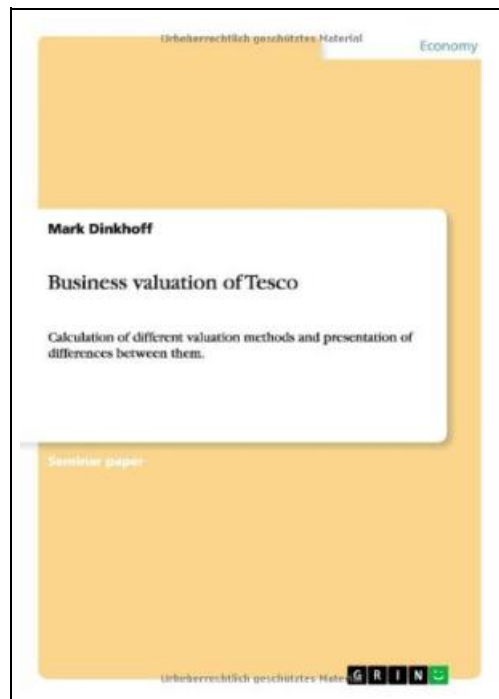 Urheberrechtlich geschütztes Material
Economy
Mark Dinkhoff
Business valuation of Tesco
Calculation of different valuation methods and presentation of
differences between them.
Seminar paper
Urheberrechtlich geschütztes Mate
GRIN